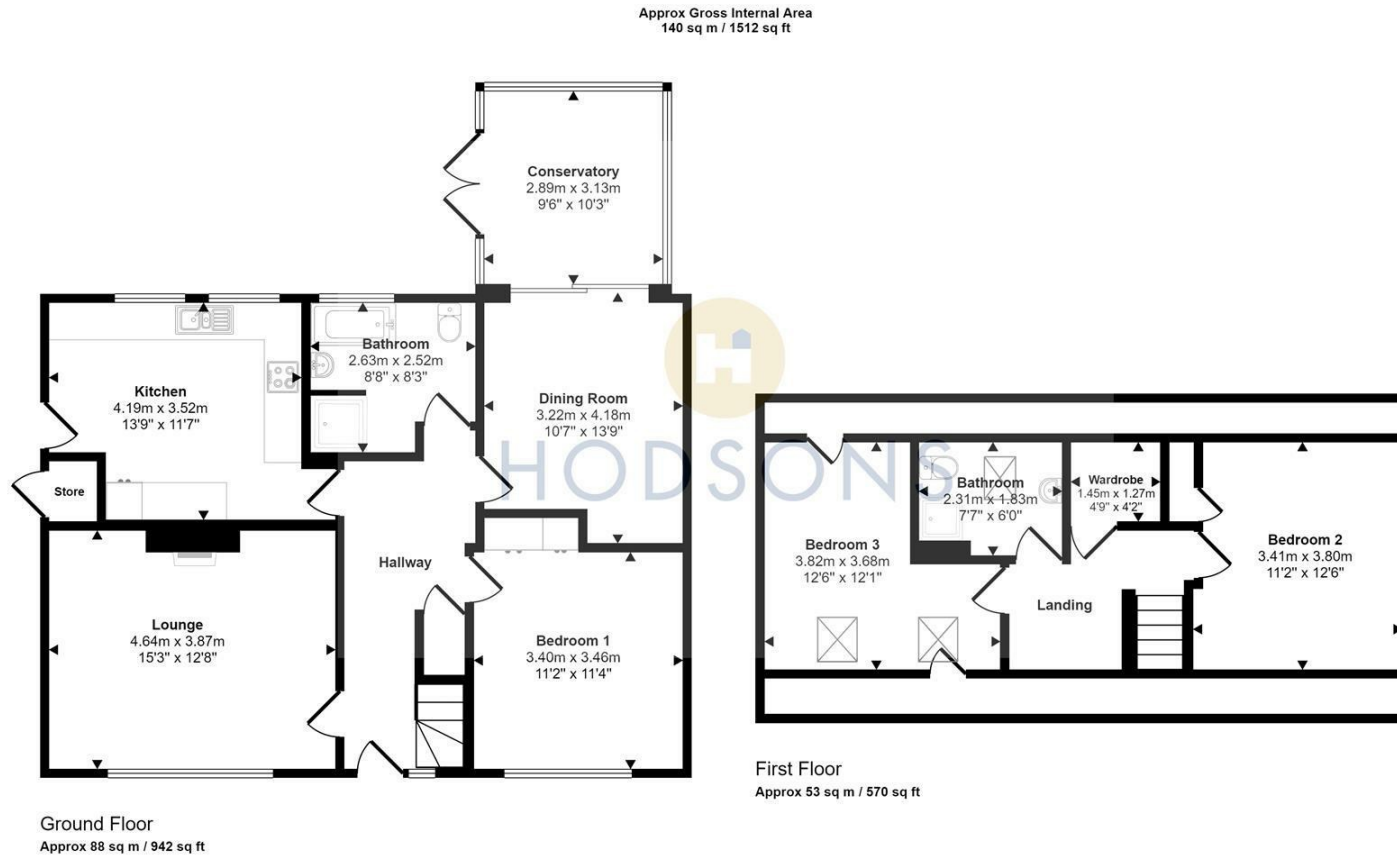 Approx Gross Internal Area
140 sq m / 1512 sq ft
Conservatory
2.89m x 3.13m
9'6" x 10'3"
Kitchen
4.19m x 3.52m
13'9" x 11'7"
Bathroom
2.63m x 2.52m
8'8" x 8'3"
Dining Room
3.22m x 4.18m
10'7" x 13'9"
H
HODSONS
Store
Hallway
Lounge
4.64m x 3.87m
15'3" x 12'8"
Bedroom 1
3.40m x 3.46m
11'2" x 11'4"
Ground Floor
Approx 88 sq m / 942 sq ft
Bathroom
2.31m x 1.83m
7'7" x 6'0"
Wardrobe
1.45m x 1.27m
4'9" x 4'2"
Bedroom 3
3.82m x 3.68m
12'6" x 12'1"
Bedroom 2
3.41m x 3.80m
11'2" x 12'6"
Landing
First Floor
Approx 53 sq m / 570 sq ft